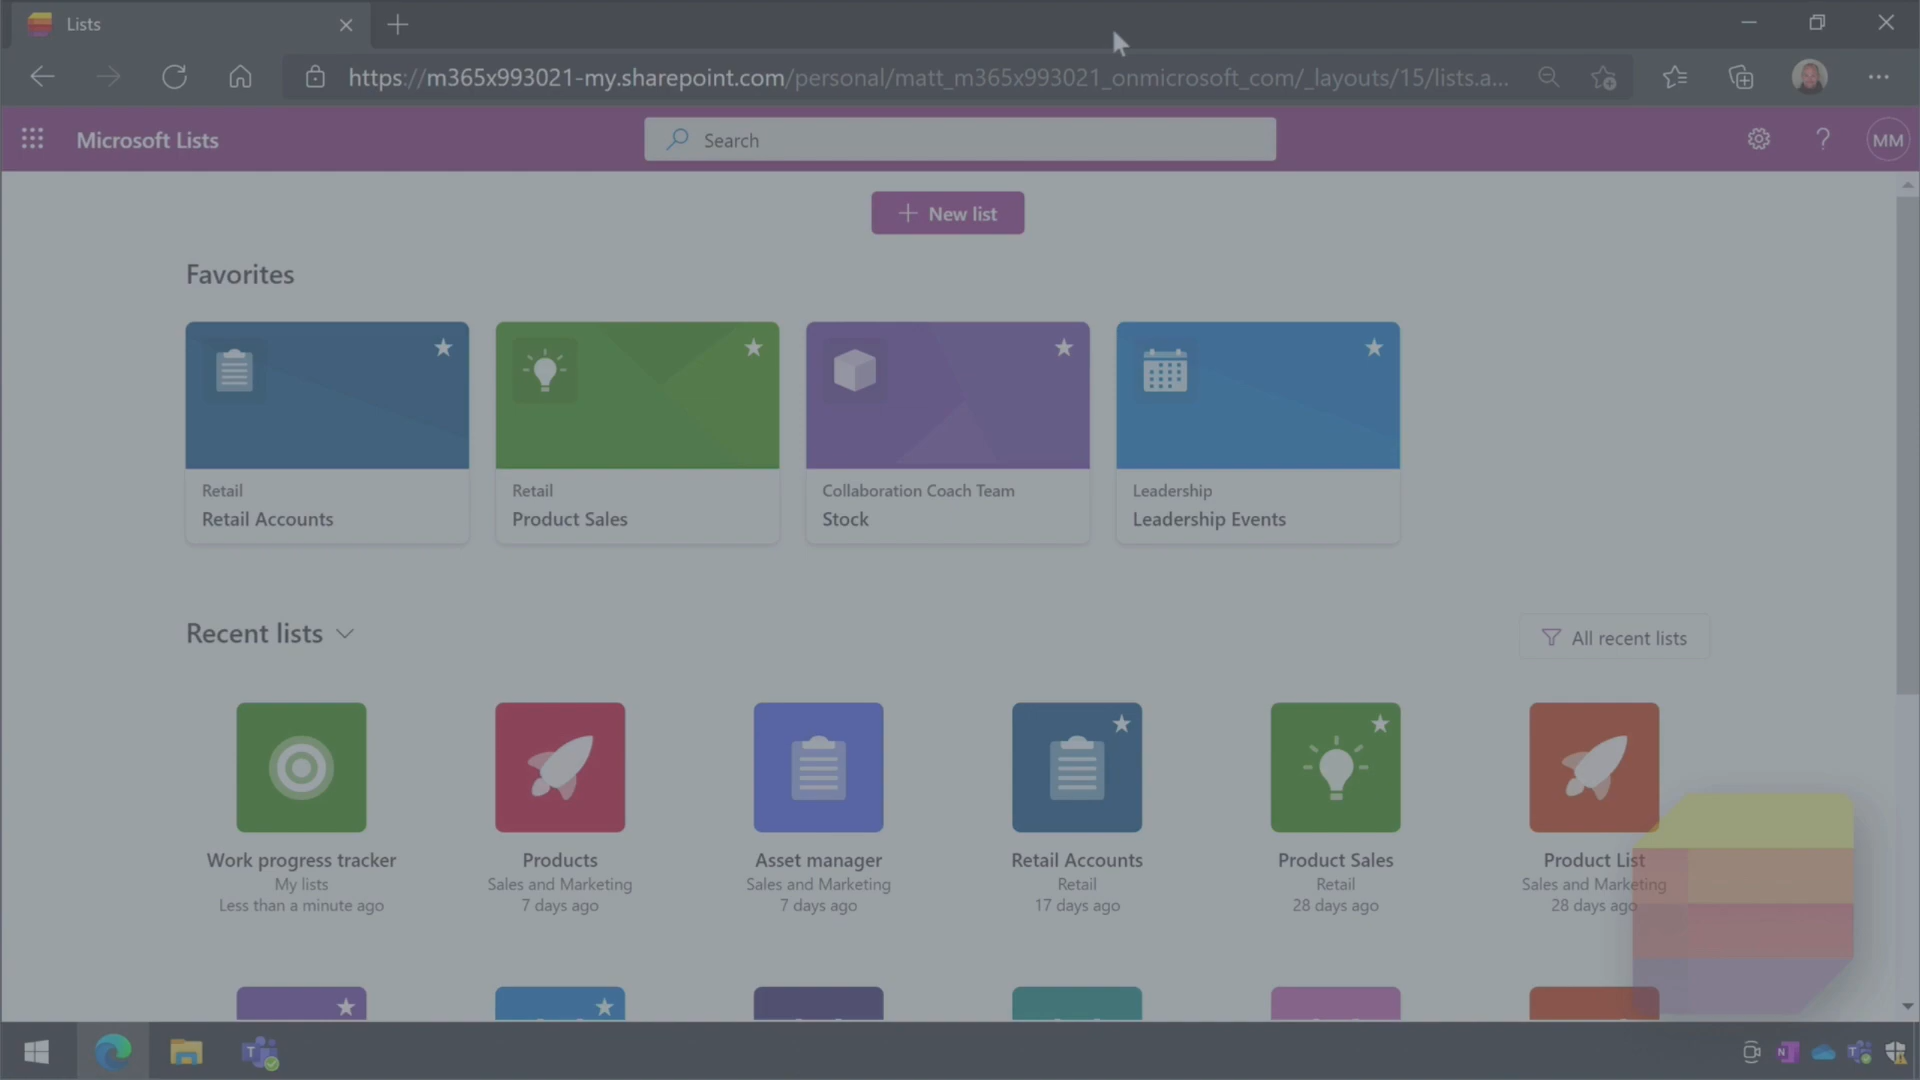 Lists
https://m365x993021-my.sharepoint.com/personal/matt_m365x993021_onmicrosoft_com/_layouts/15/lists.a...
Microsoft Lists
Search
MM
New list
Favorites
Retail
Retail Accounts
Retail
Product Sales
Collaboration Coach Team
Stock
Leadership
Leadership Events
Recent lists
All recent lists
Work progress tracker
My lists
Less than a minute ago
Products
Sales and Marketing
7 days ago
Asset manager
Sales and Marketing
7 days ago
Retail Accounts
Retail
17 days ago
Product Sales
Retail
28 days ago
Product List
Sales and Marketing
28 days ago